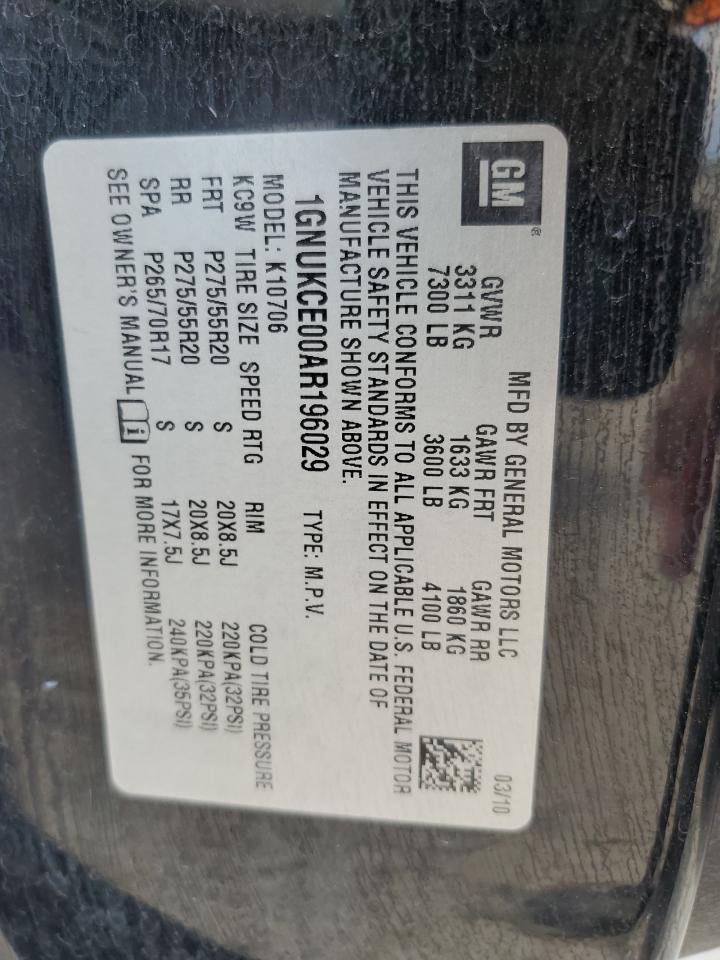 GM®
MFD BY GENERAL MOTORS LLC 03/10
GVWR GAWR FRT GAWR RR
3311 KG 1633 KG 1860 KG
7300 LB 3600 LB 4100 LB
THIS VEHICLE CONFORMS TO ALL APPLICABLE U.S. FEDERAL MOTOR
VEHICLE SAFETY STANDARDS IN EFFECT ON THE DATE OF
MANUFACTURE SHOWN ABOVE.
1GNUKCE00AR196029 TYPE: M.P.V.
MODEL: K10706
KC9W TIRE SIZE SPEED RTG RIM COLD TIRE PRESSURE
FRT P275/55R20 S 20X8.5J 220KPA(32PSI)
RR P275/55R20 S 20X8.5J 220KPA(32PSI)
SPA P265/70R17 S 17X7.5J 240KPA(35PSI)
SEE OWNER'S MANUAL i FOR MORE INFORMATION.